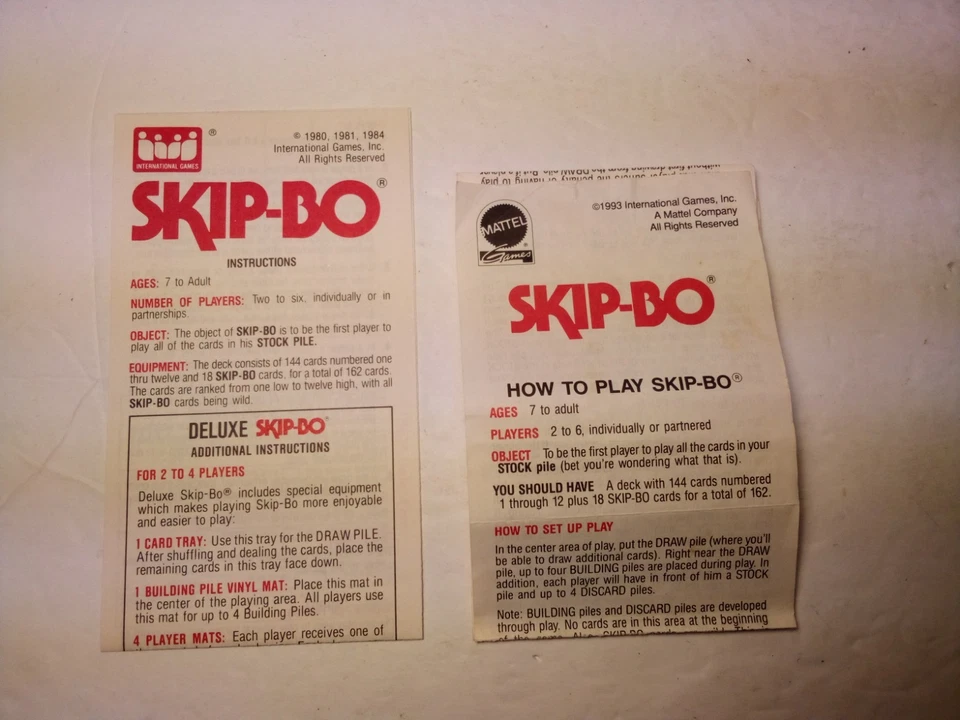 INTERNATIONAL GAMES
®
© 1980, 1981, 1984
International Games, Inc.
All Rights Reserved
SKIP-BO®
INSTRUCTIONS
AGES: 7 to Adult
NUMBER OF PLAYERS: Two to six, individually or in
partnerships.
OBJECT: The object of SKIP-BO is to be the first player to
play all of the cards in his STOCK PILE.
EQUIPMENT: The deck consists of 144 cards numbered one
thru twelve and 18 SKIP-BO cards, for a total of 162 cards.
The cards are ranked from one low to twelve high, with all
SKIP-BO cards being wild.
DELUXE SKIP-BO®
ADDITIONAL INSTRUCTIONS
FOR 2 TO 4 PLAYERS
Deluxe Skip-Bo® includes special equipment
which makes playing Skip-Bo more enjoyable
and easier to play:
1 CARD TRAY: Use this tray for the DRAW PILE.
After shuffling and dealing the cards, place the
remaining cards in this tray face down.
1 BUILDING PILE VINYL MAT: Place this mat in
the center of the playing area. All players use
this mat for up to 4 Building Piles.
4 PLAYER MATS: Each player receives one of
without first drawing from the DRAW pile. But if a player
MATTEL
Games
©1993 International Games, Inc.
A Mattel Company
All Rights Reserved
SKIP-BO®
HOW TO PLAY SKIP-BO®
AGES 7 to adult
PLAYERS 2 to 6, individually or partnered
OBJECT To be the first player to play all the cards in your
STOCK pile (bet you're wondering what that is).
YOU SHOULD HAVE A deck with 144 cards numbered
1 through 12 plus 18 SKIP-BO cards for a total of 162.
HOW TO SET UP PLAY
In the center area of play, put the DRAW pile (where you'll
be able to draw additional cards). Right near the DRAW
pile, up to four BUILDING piles are placed during play. In
addition, each player will have in front of him a STOCK
pile and up to 4 DISCARD piles.
Note: BUILDING piles and DISCARD piles are developed
through play. No cards are in this area at the beginning